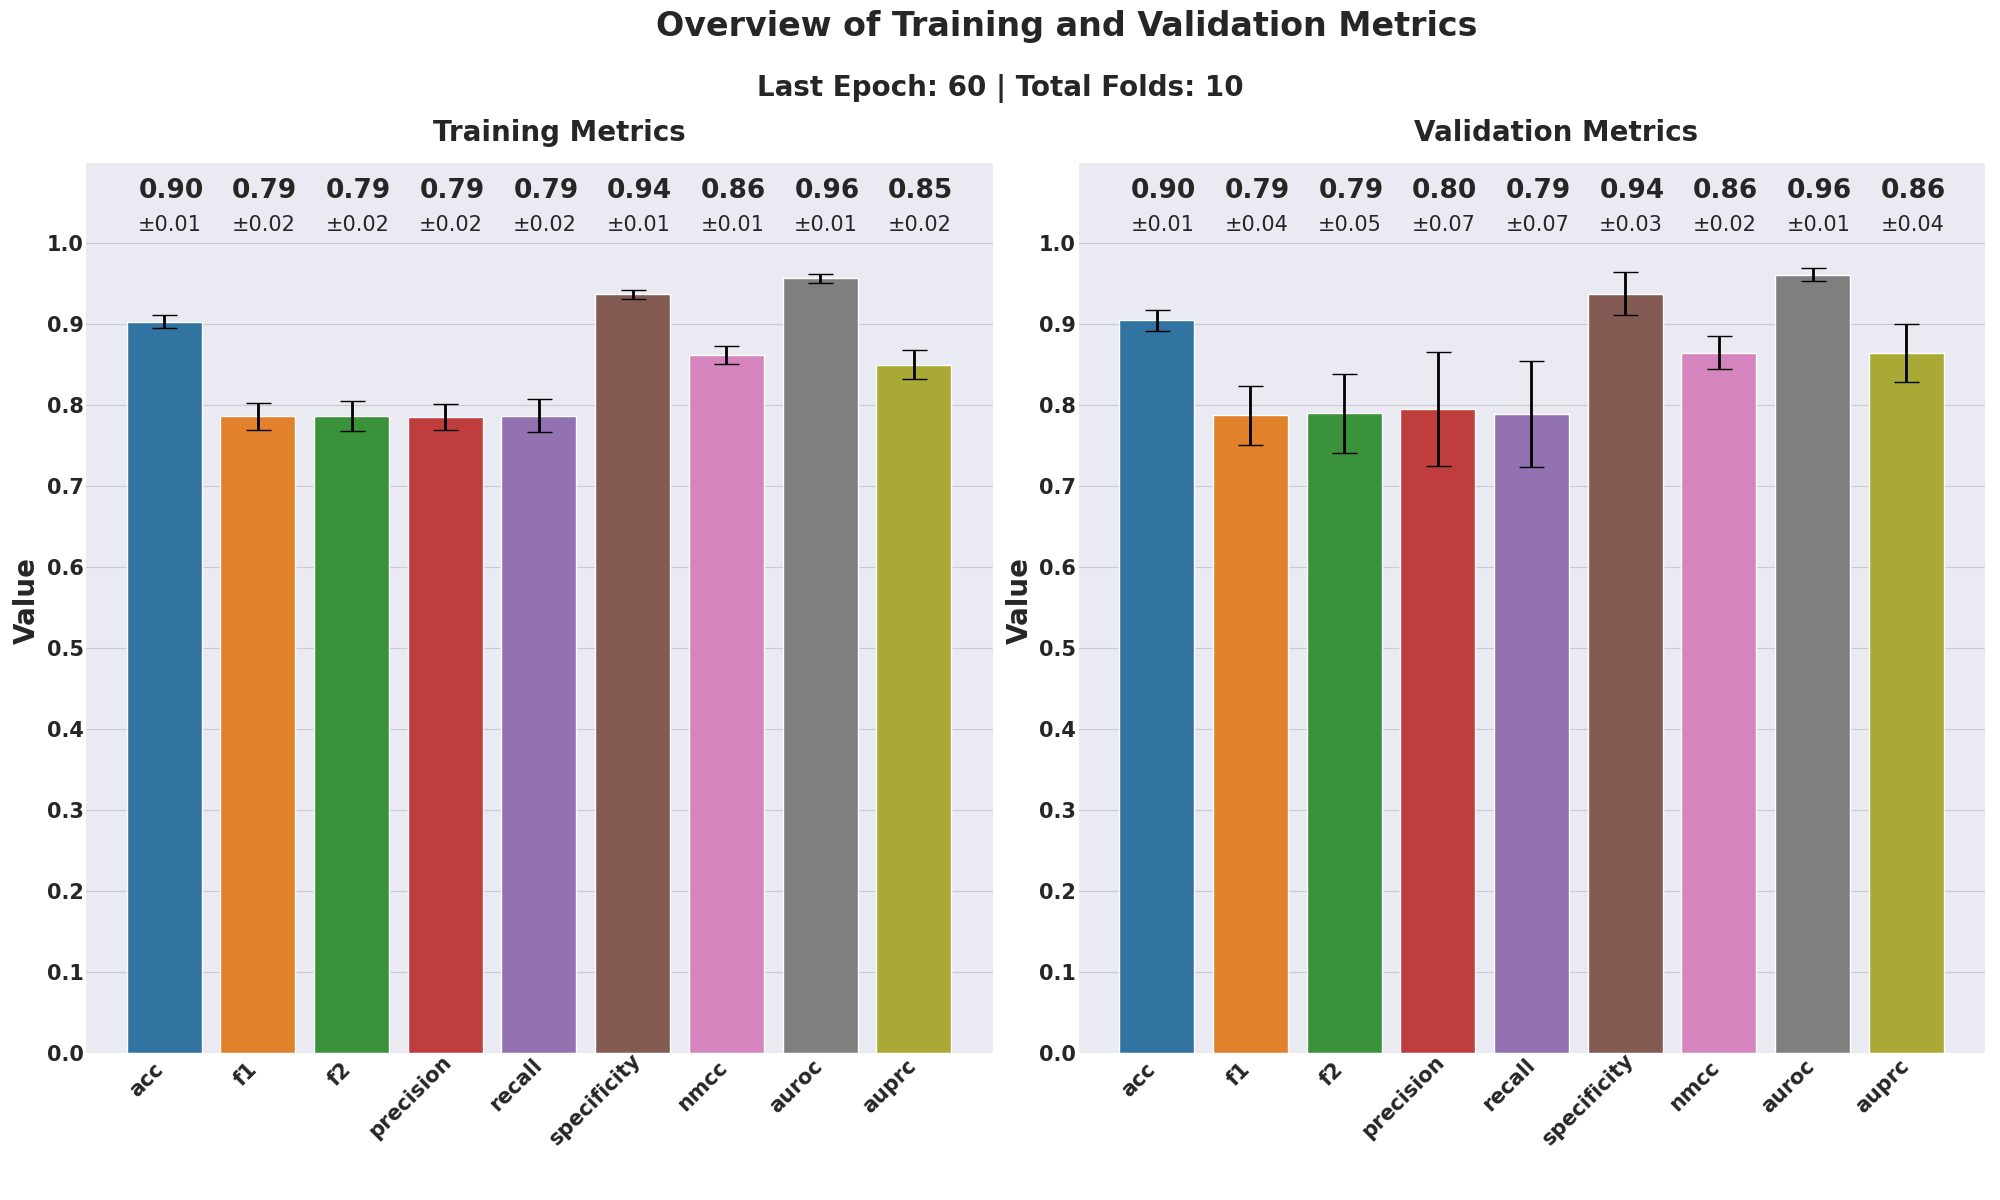 Overview of Training and Validation Metrics
Last Epoch: 60 | Total Folds: 10
Training Metrics
0.90 0.79 0.79 0.79 0.79 0.94 0.86 0.96 0.85
±0.01 ±0.02 ±0.02 ±0.02 ±0.02 ±0.01 ±0.01 ±0.01 ±0.02
1.0
0.9
0.8
0.7
0.6
0.5
0.4
0.3
0.2
0.1
0.0
Value
acc f1 f2 precision recall specificity nmcc auroc auprc
Validation Metrics
0.90 0.79 0.79 0.80 0.79 0.94 0.86 0.96 0.86
±0.01 ±0.04 ±0.05 ±0.07 ±0.07 ±0.03 ±0.02 ±0.01 ±0.04
1.0
0.9
0.8
0.7
0.6
0.5
0.4
0.3
0.2
0.1
0.0
Value
acc f1 f2 precision recall specificity nmcc auroc auprc